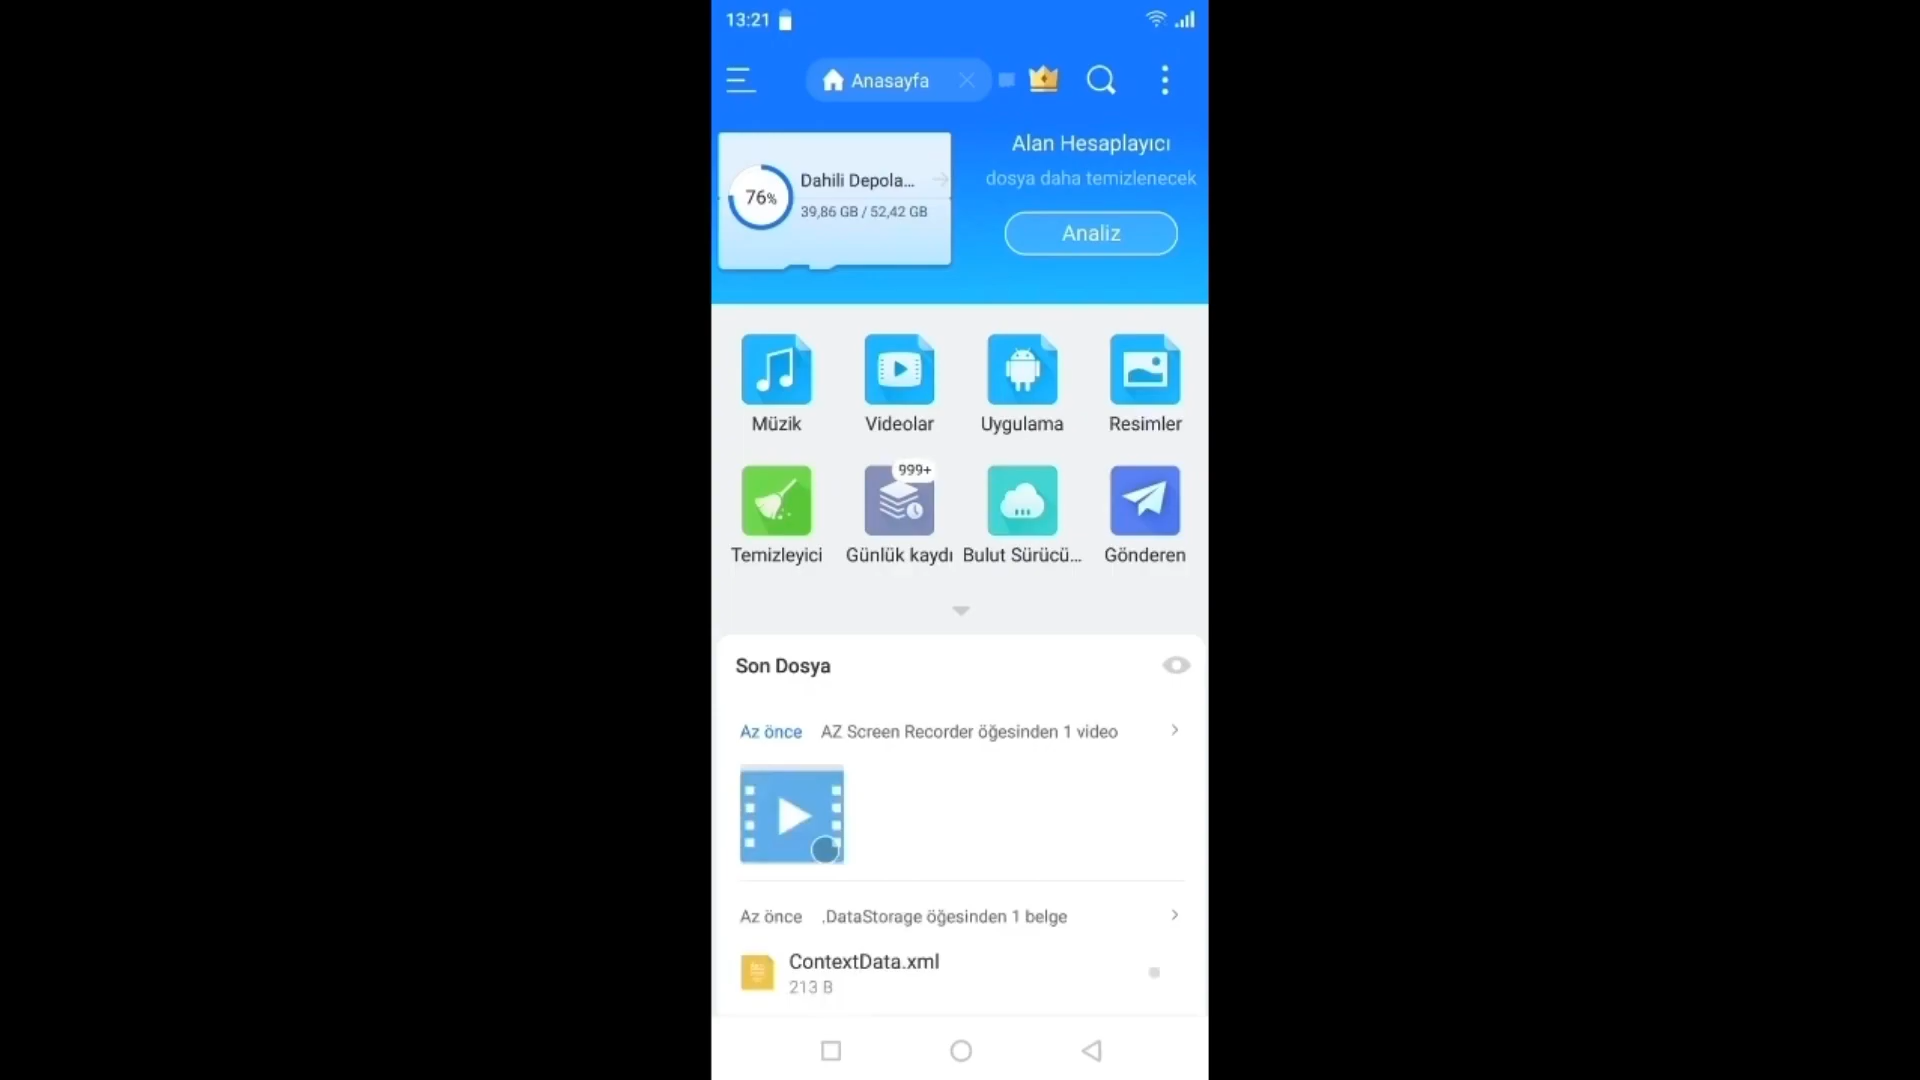 13:21
Anasayfa
Alan Hesaplayıcı
dosya daha temizlenecek
Analiz
76%
Dahili Depola...
39,86 GB / 52,42 GB
Müzik
Videolar
Uygulama
Resimler
999+
Temizleyici
Günlük kaydı
Bulut Sürücü...
Gönderen
Son Dosya
Az önce AZ Screen Recorder öğesinden 1 video
Az önce .DataStorage öğesinden 1 belge
ContextData.xml
213 B